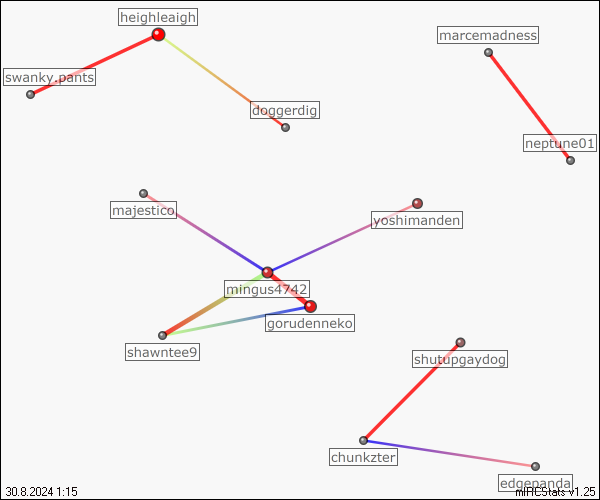 heighleaigh
marcemadness
swanky.pants
doggerdig
neptune01
majestico
yoshimanden
mingus4742
gorudenneko
shawntee9
shutupgaydog
chunkzter
edgepanda
30.8.2024 1:15
mIRCStats v1.25